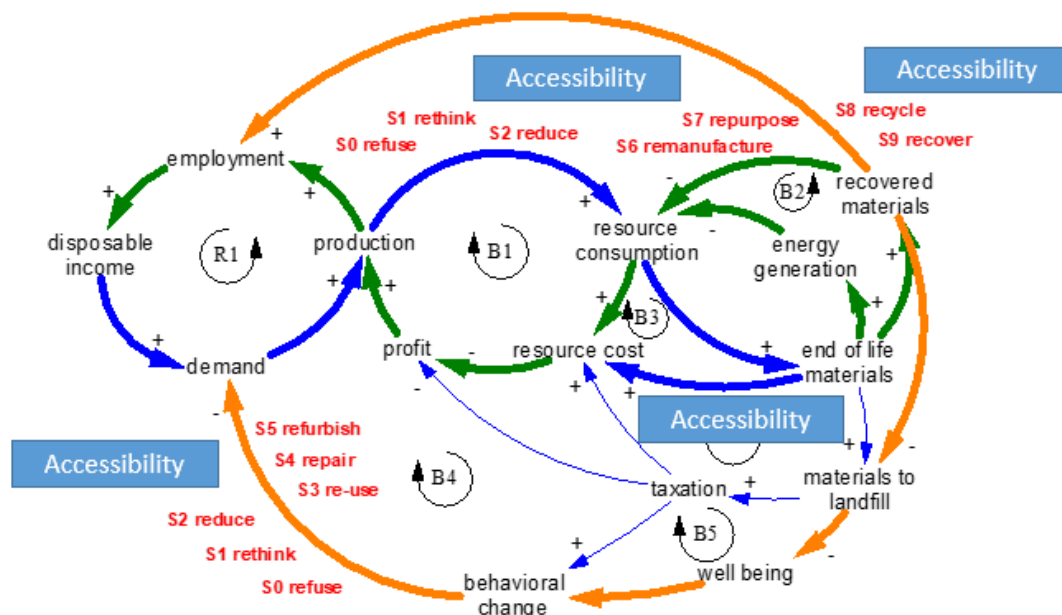 Accessibility
Accessibility
S8 recycle
S1 rethink
S7 repurpose
S0 refuse
S2 reduce
S6 remanufacture
S9 recover
+
employment
+
+
-
+
B2
recovered
materials
disposable
income
R1
production
B1
resource
consumption
-
energy
generation
+
+
+
+
B3
+
+
demand
-
profit
-
resource cost
+
+
+
end of life
materials
-
S5 refurbish
Accessibility
+
-
Accessibility
S4 repair
B4
S3 re-use
taxation
+
materials to
landfill
S2 reduce
B5
S1 rethink
+
-
well being
S0 refuse
behavioral
change